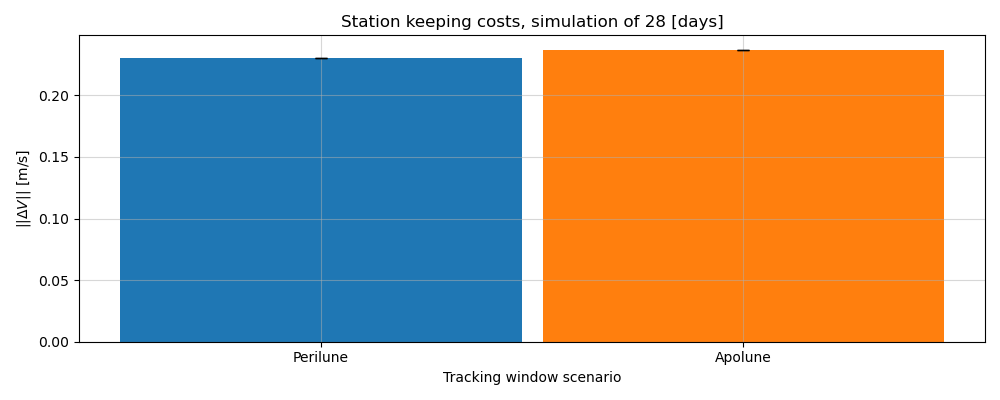 Station keeping costs, simulation of 28 [days]
||ΔV|| [m/s]
0.20
0.15
0.10
0.05
0.00
Perilune Apolune
Tracking window scenario